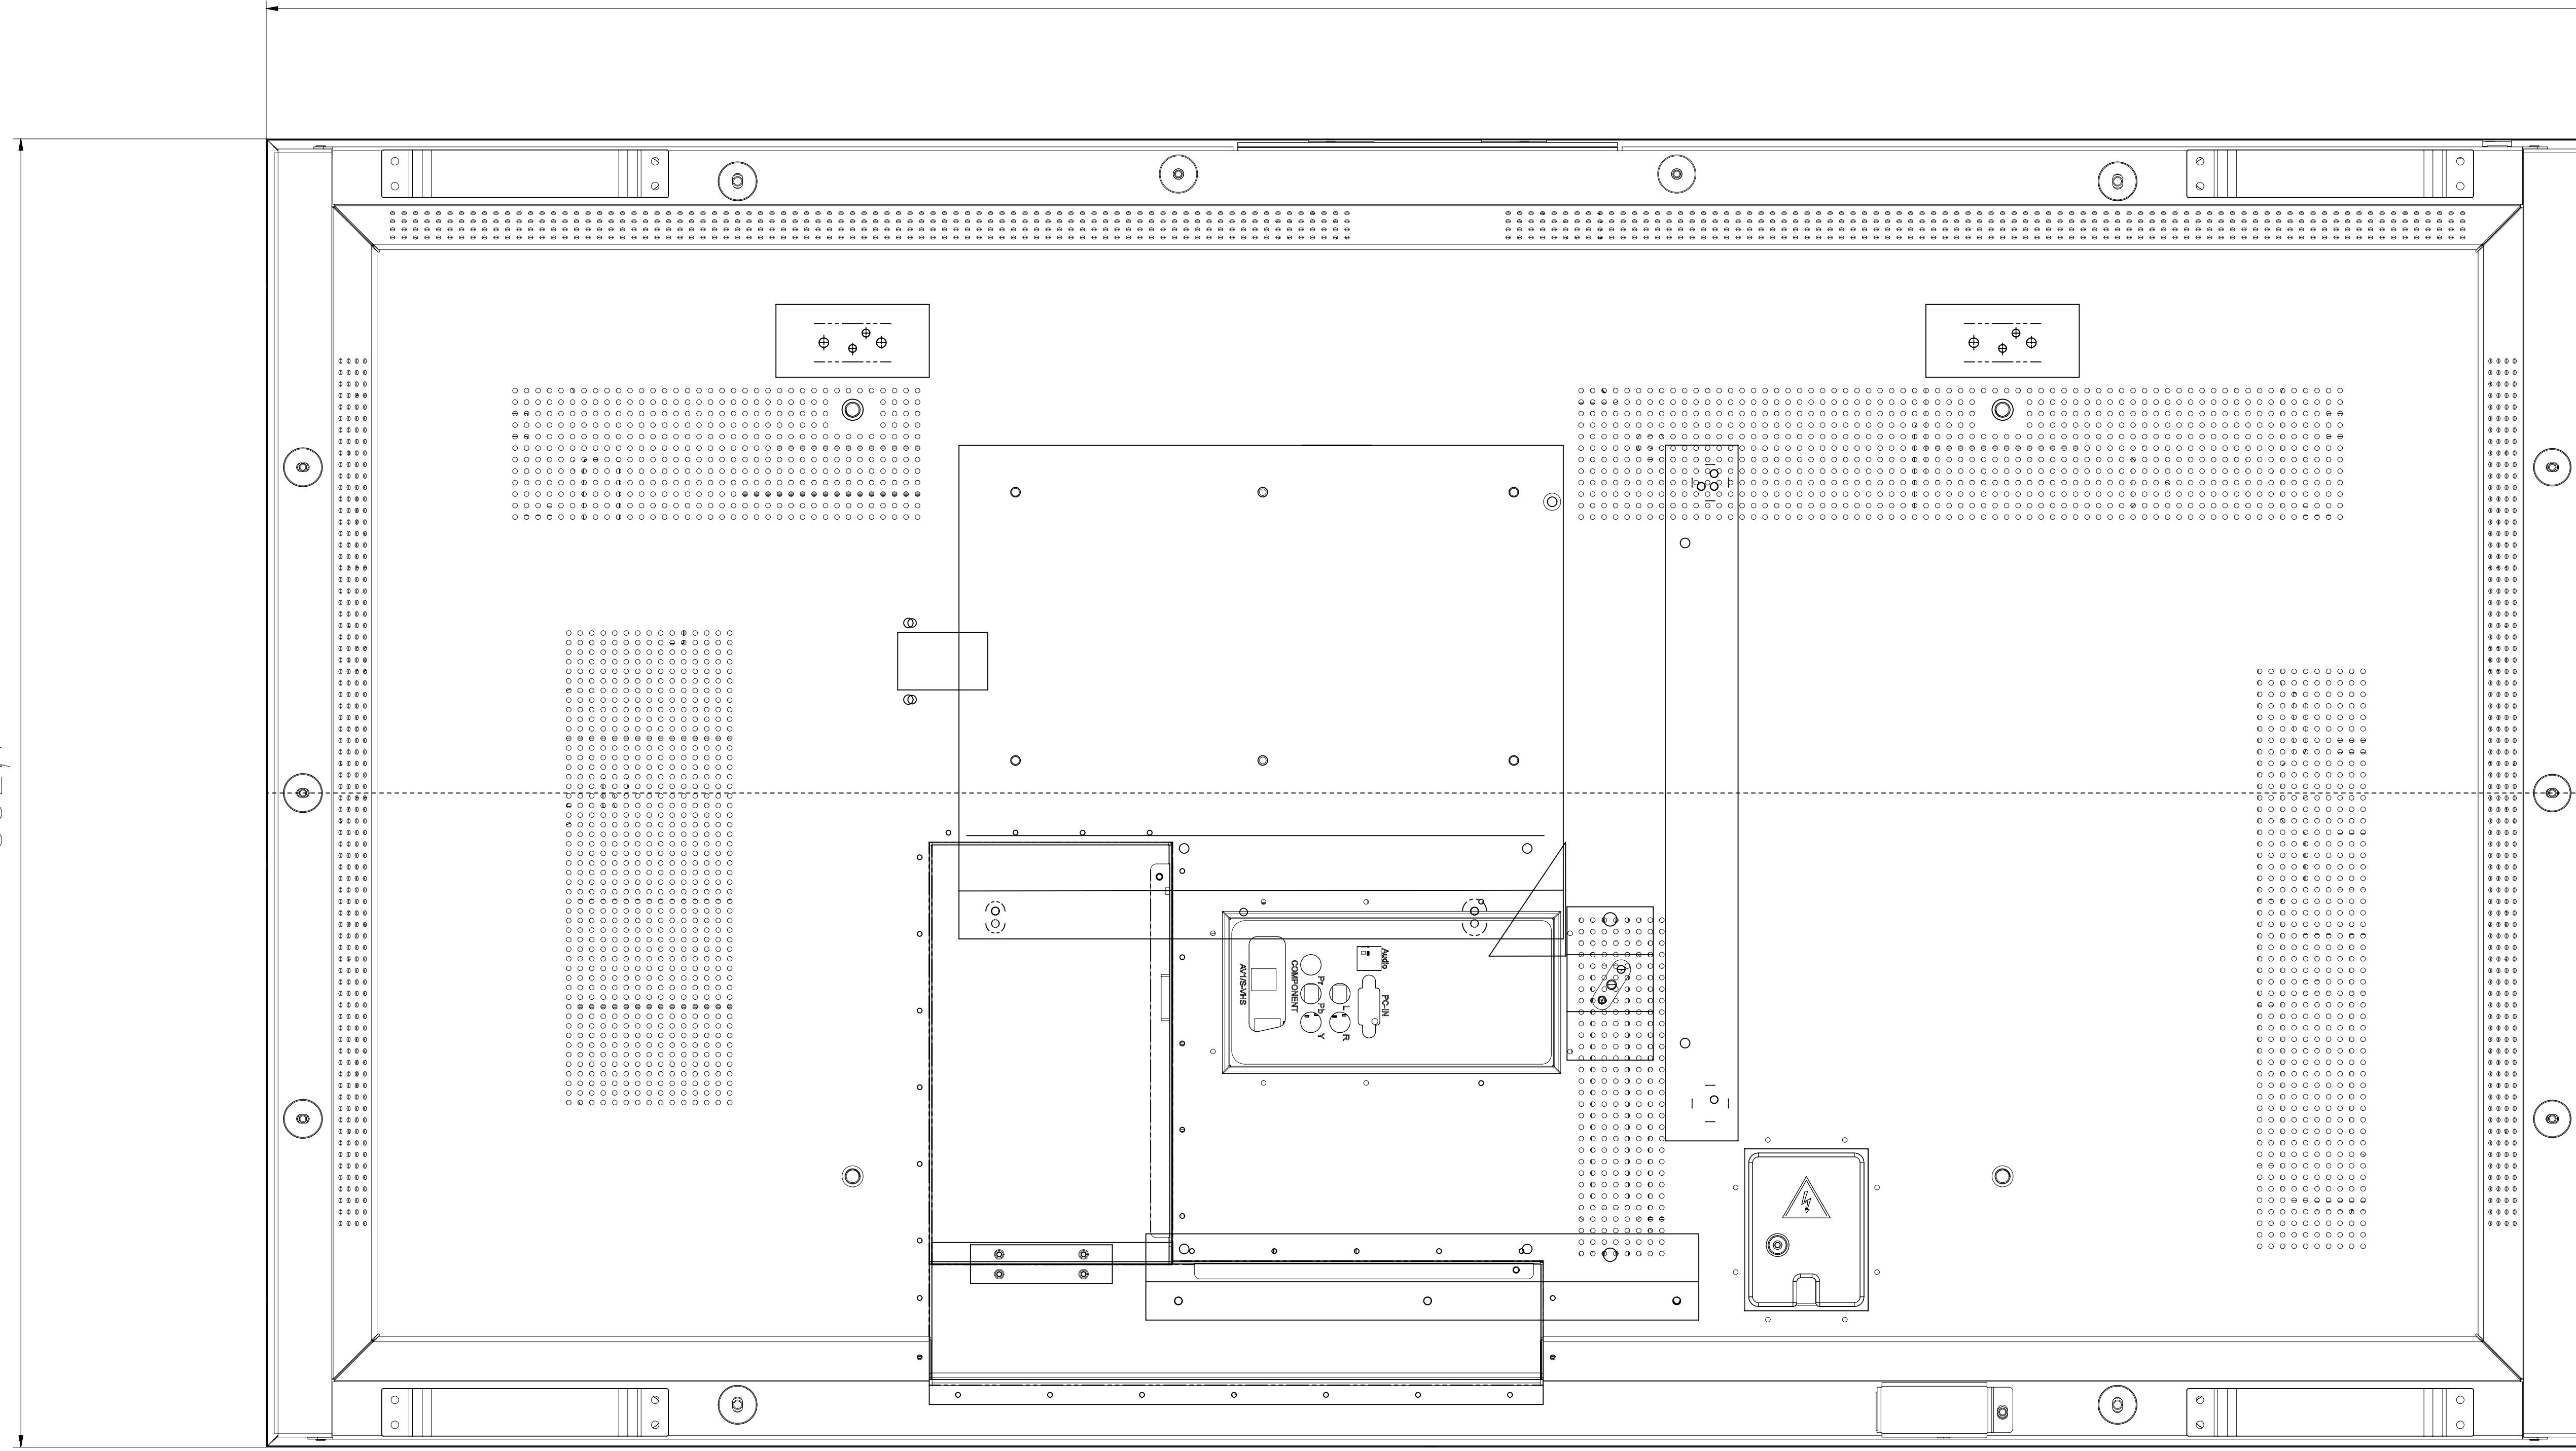 Audio
PC-IN
COMPONENT
Pr
Pb
Y
L
R
AV1/S-VHS